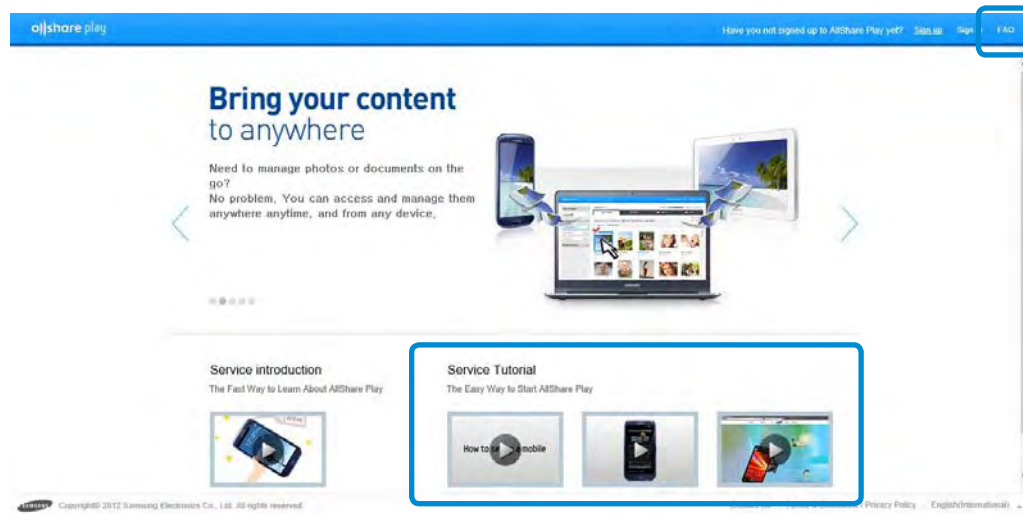 allshare play
Have you not signed up to AllShare Play yet? Sign up Sign FAQ
Bring your content
to anywhere
Need to manage photos or documents on the
go?
No problem, You can access and manage them
anywhere anytime, and from any device,
Service introduction
The Fast Way to Learn About AllShare Play
Service Tutorial
The Easy Way to Start AllShare Play
How to mobile
SAMSUNG
Copyright© 2012 Samsung Electronics Co., Ltd. All rights reserved.
Privacy Policy English(International)